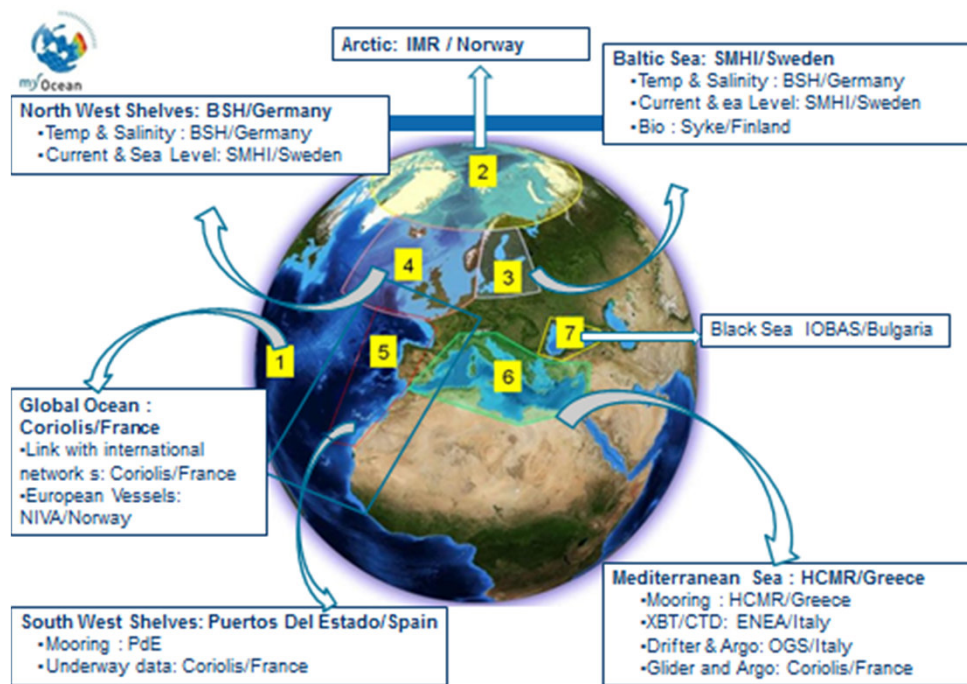 my Ocean
Arctic: IMR / Norway
Baltic Sea: SMHI/Sweden
•Temp & Salinity : BSH/Germany
•Current & ea Level: SMHI/Sweden
•Bio : Syke/Finland
North West Shelves: BSH/Germany
•Temp & Salinity : BSH/Germany
•Current & Sea Level: SMHI/Sweden
2
4
3
7
Black Sea IOBAS/Bulgaria
1
5
6
Global Ocean :
Coriolis/France
•Link with international
network s: Coriolis/France
•European Vessels:
NIVA/Norway
South West Shelves: Puertos Del Estado/Spain
•Mooring : PdE
•Underway data: Coriolis/France
Mediterranean Sea : HCMR/Greece
•Mooring : HCMR/Greece
•XBT/CTD: ENEA/Italy
•Drifter & Argo: OGS/Italy
•Glider and Argo: Coriolis/France